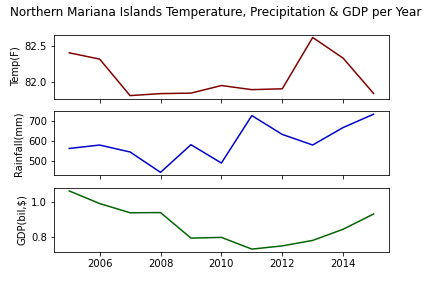 Northern Mariana Islands Temperature, Precipitation & GDP per Year
Temp(F)
82.5
82.0
Rainfall(mm)
700
600
500
GDP(bil,$)
1.0
0.8
2006 2008 2010 2012 2014